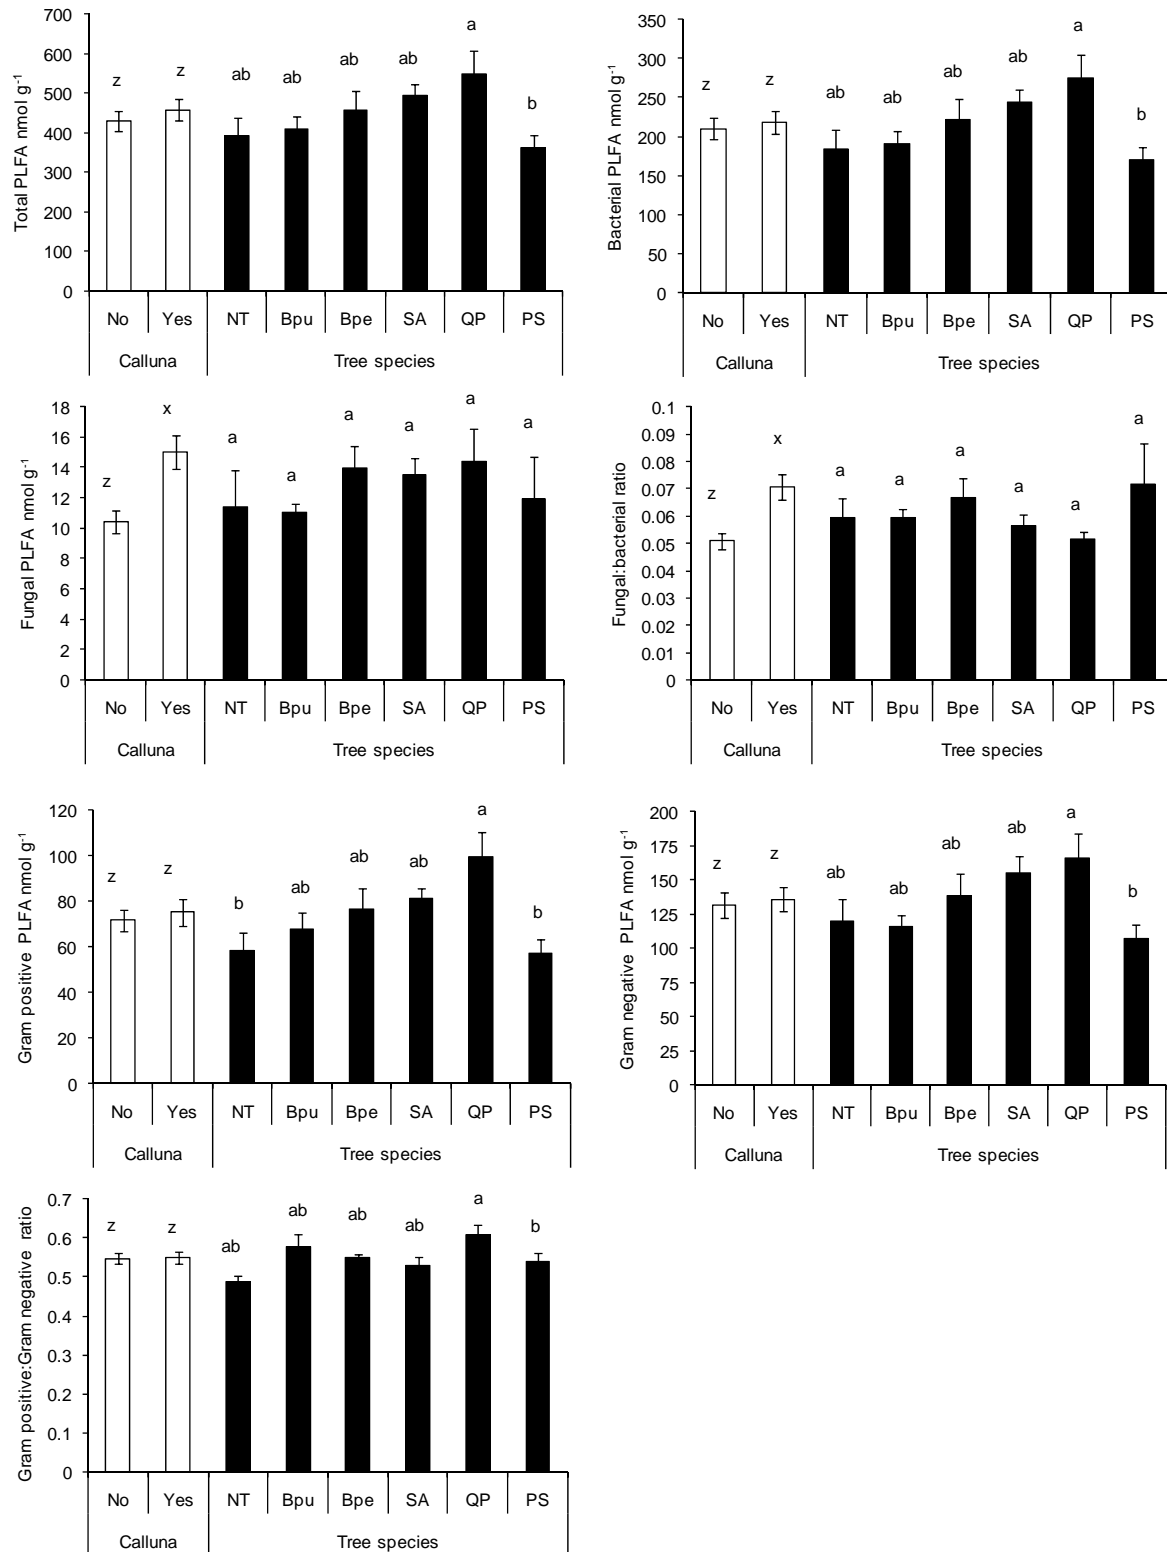 Total PLFA nmol g-1
700
600
500
400
300
200
100
0
z z ab ab ab ab a b
No Yes NT Bpu Bpe SA QP PS
Calluna Tree species
Bacterial PLFA nmol g-1
350
300
250
200
150
100
50
0
z z ab ab ab ab a b
No Yes NT Bpu Bpe SA QP PS
Calluna Tree species
Fungal PLFA nmol g-1
18
16
14
12
10
8
6
4
2
0
z x a a a a a a
No Yes NT Bpu Bpe SA QP PS
Calluna Tree species
Fungal:bacterial ratio
0.1
0.09
0.08
0.07
0.06
0.05
0.04
0.03
0.02
0.01
0
z x a a a a a a
No Yes NT Bpu Bpe SA QP PS
Calluna Tree species
Gram positive PLFA nmol g-1
120
100
80
60
40
20
0
z z b ab ab ab a b
No Yes NT Bpu Bpe SA QP PS
Calluna Tree species
Gram negative PLFA nmol g-1
200
175
150
125
100
75
50
25
0
z z ab ab ab ab a b
No Yes NT Bpu Bpe SA QP PS
Calluna Tree species
Gram positive:Gram negative ratio
0.7
0.6
0.5
0.4
0.3
0.2
0.1
0
z z ab ab ab ab a b
No Yes NT Bpu Bpe SA QP PS
Calluna Tree species